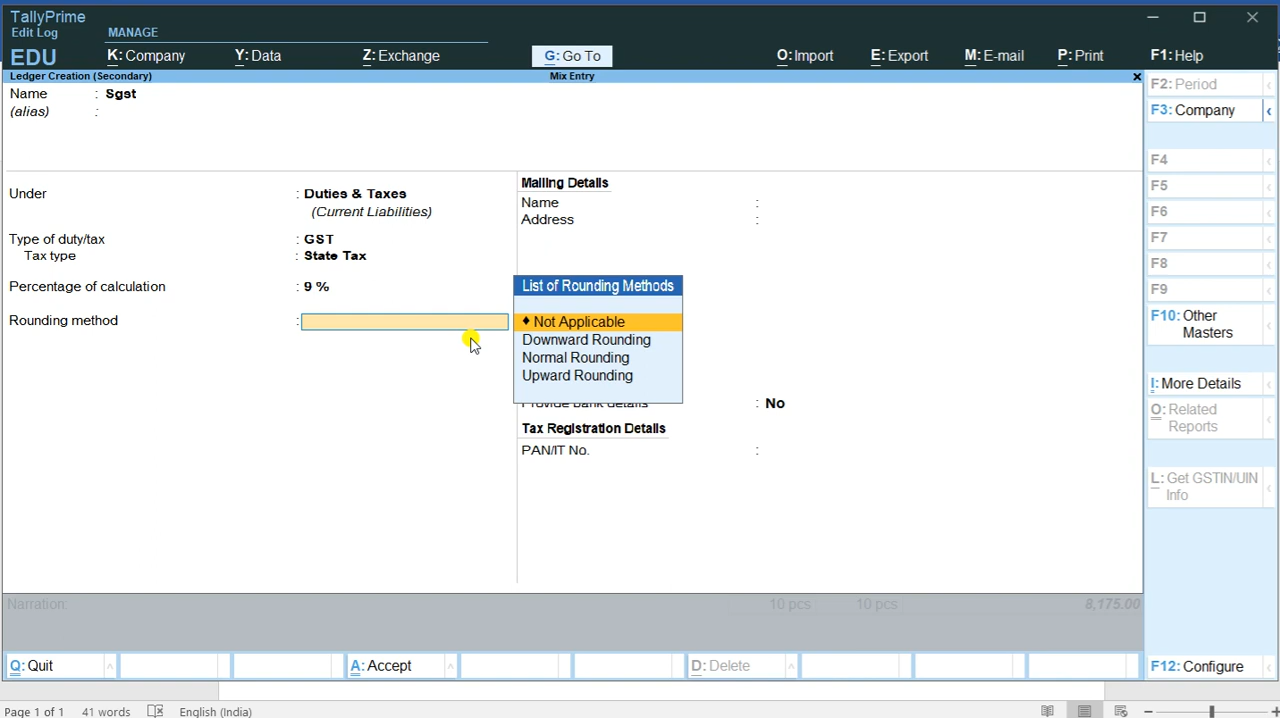 TallyPrime
Edit Log
MANAGE
EDU
K: Company
Y: Data
Z: Exchange
G: Go To
O: Import
E: Export
M: E-mail
P: Print
F1: Help
Ledger Creation (Secondary)
Mix Entry
F2: Period
Name : Sgst
F3: Company
(alias) :
F4
Mailing Details
F5
Under : Duties & Taxes
Name :
(Current Liabilities)
F6
Address :
Type of duty/tax : GST
F7
Tax type : State Tax
F8
Percentage of calculation : 9 %
List of Rounding Methods
F9
Rounding method :
♦ Not Applicable
F10: Other
Masters
Downward Rounding
Normal Rounding
Upward Rounding
I: More Details
Provide bank details : No
O: Related
Reports
Tax Registration Details
PAN/IT No. :
L: Get GSTIN/UIN
Info
Narration:
10 pcs
10 pcs
8,175.00
Q: Quit
A: Accept
D: Delete
F12: Configure
Page 1 of 1
41 words
English (India)